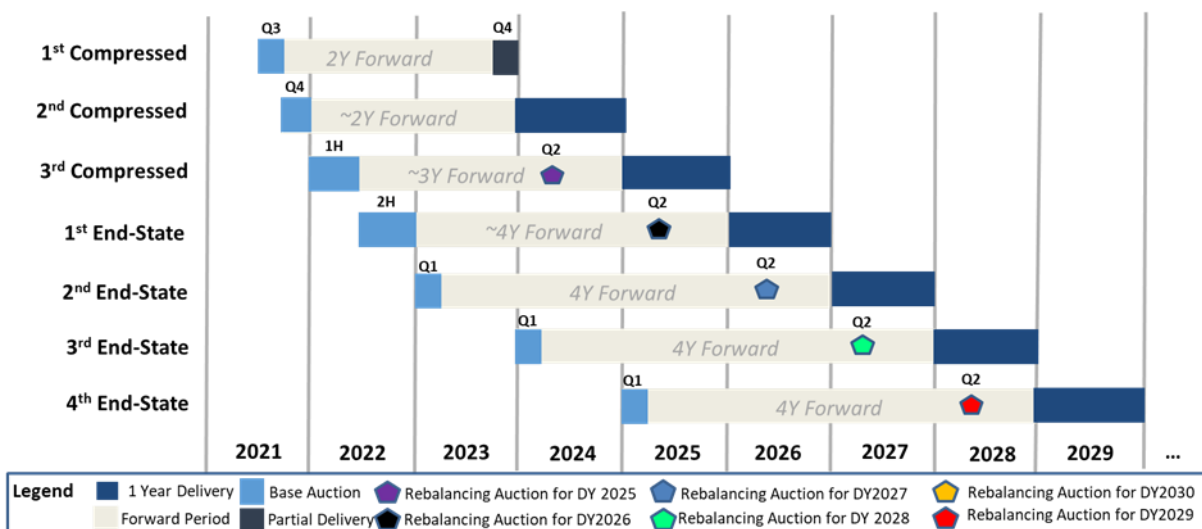 Q3
Q4
1st Compressed
2Y Forward
Q4
2nd Compressed
~2Y Forward
1H
Q2
3rd Compressed
~3Y Forward
2H
Q2
1st End-State
~4Y Forward
Q1
Q2
2nd End-State
4Y Forward
Q1
Q2
3rd End-State
4Y Forward
Q1
Q2
4th End-State
4Y Forward
2021 2022 2023 2024 2025 2026 2027 2028 2029 ...
Legend 1 Year Delivery Base Auction Rebalancing Auction for DY 2025 Rebalancing Auction for DY2027 Rebalancing Auction for DY2030
Forward Period Partial Delivery Rebalancing Auction for DY2026 Rebalancing Auction for DY 2028 Rebalancing Auction for DY2029